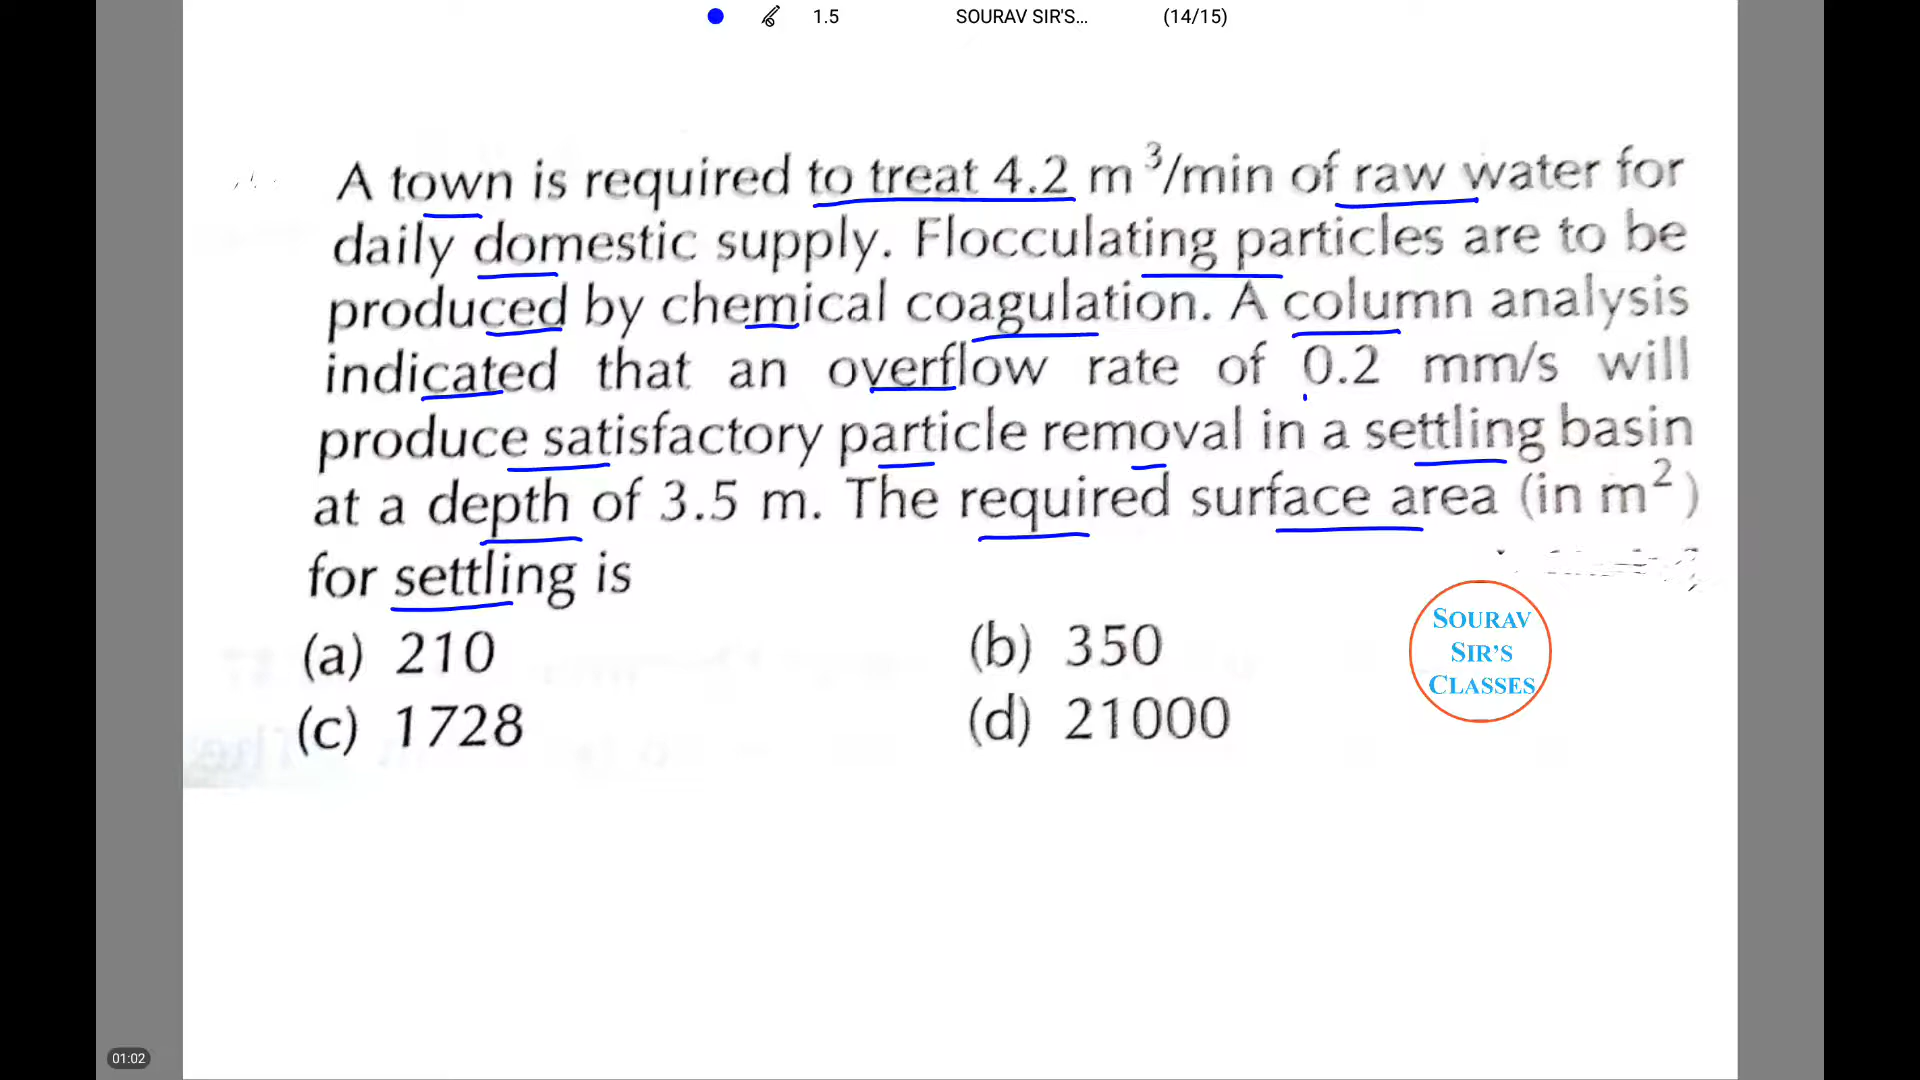 1.5 SOURAV SIR'S... (14/15)
A town is required to treat 4.2 m³/min of raw water for
daily domestic supply. Flocculating particles are to be
produced by chemical coagulation. A column analysis
indicated that an overflow rate of 0.2 mm/s will
produce satisfactory particle removal in a settling basin
at a depth of 3.5 m. The required surface area (in m²)
for settling is
(a) 210 (b) 350
(c) 1728 (d) 21000
SOURAV
SIR'S
CLASSES
01:02